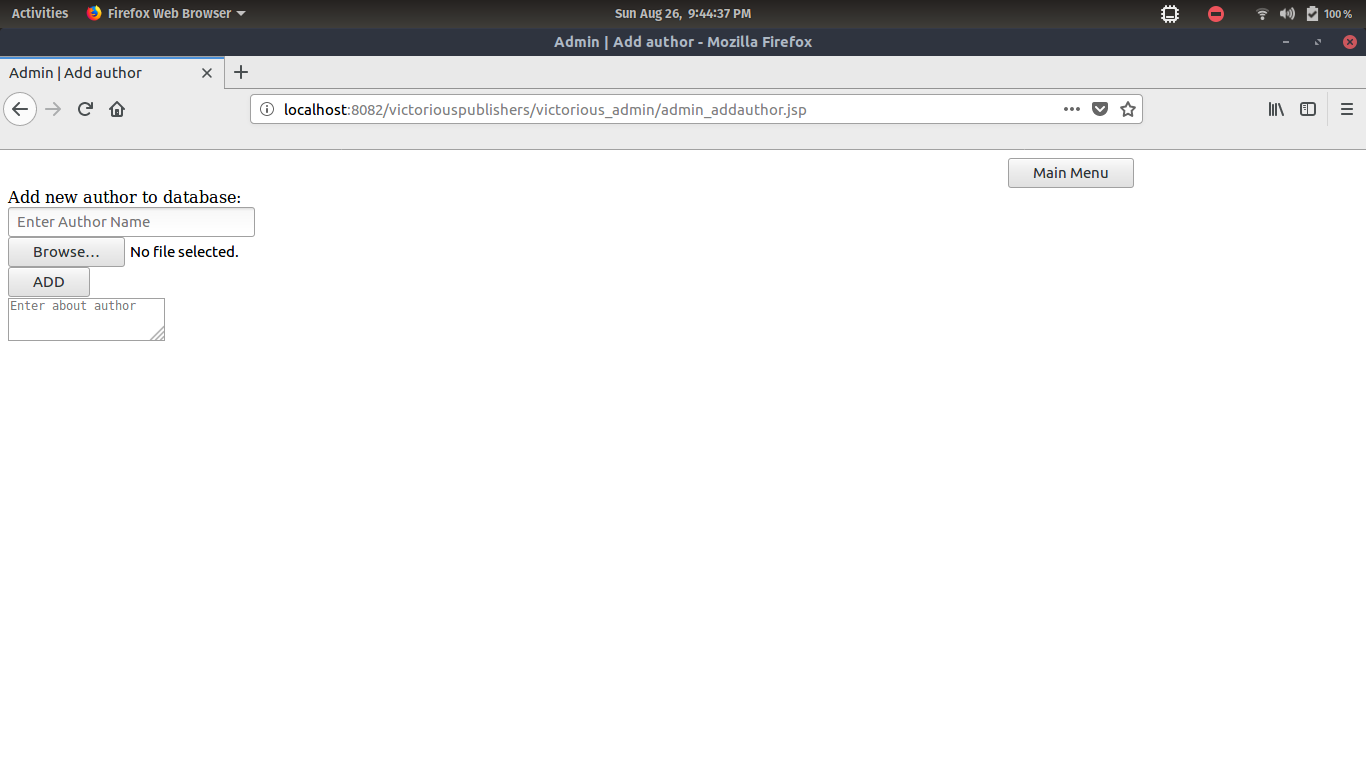 Activities Firefox Web Browser Sun Aug 26, 9:44:37 PM 100 %
Admin | Add author - Mozilla Firefox
Admin | Add author
localhost:8082/victoriouspublishers/victorious_admin/admin_addauthor.jsp
Main Menu
Add new author to database:
Enter Author Name
Browse... No file selected.
ADD
Enter about author